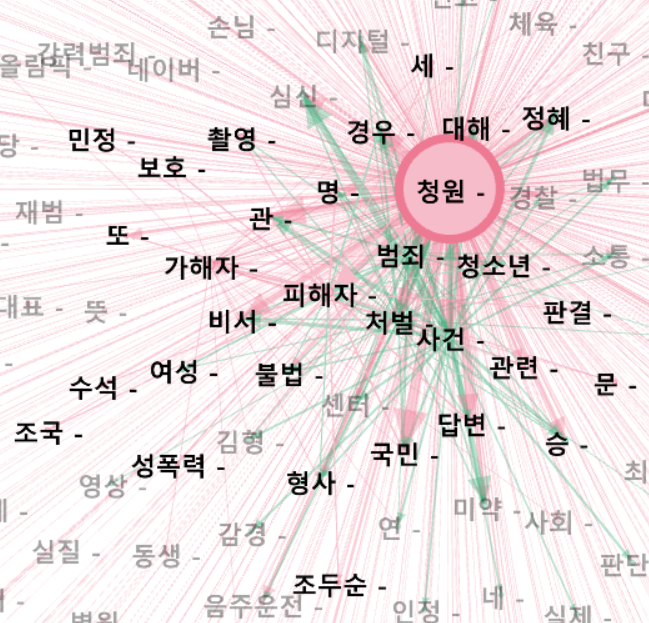 손님 -
체육 -
디지털 -
강력범죄 -
친구 -
올림픽 -
네이버 -
세 -
심신 -
정혜 -
경우 -
대해 -
민정 -
촬영 -
당 -
보호 -
법무 -
명 -
청원 -
경찰 -
재범 -
관 -
또 -
범죄 -
소통 -
가해자 -
청소년 -
피해자 -
대표 -
뜻 -
판결 -
비서 -
처벌 -
사건 -
여성 -
불법 -
관련 -
수석 -
문 -
센터 -
조국 -
답변 -
김형 -
승 -
국민 -
성폭력 -
영상 -
형사 -
미약 -
사회 -
감경 -
연 -
실질 -
동생 -
판단
조두순 -
네 -
음주운전 -
인정 -
실제 -